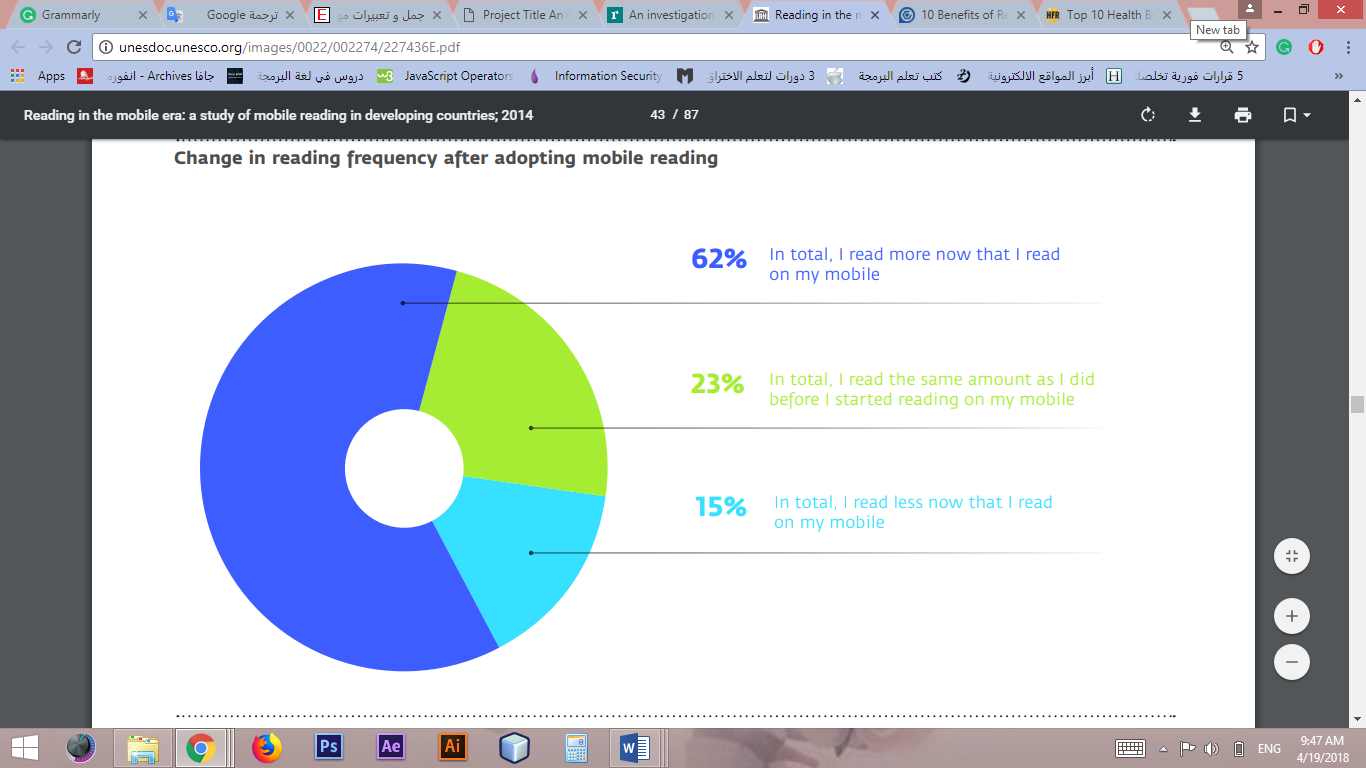 Grammarly
ترجمة Google
جمل و تعبيرات
Project Title An
An investigation
Reading in the
10 Benefits of
Top 10 Health
New tab
unesdoc.unesco.org/images/0022/002274/227436E.pdf
Apps
جافا Archives -
دروس في لغة البرمجة
JavaScript Operators
Information Security
3 دورات لتعلم الاختراق
كتب تعلم البرمجة
أبرز المواقع الالكترونية
5 قرارات فورية
»
Reading in the mobile era: a study of mobile reading in developing countries; 2014
43 / 87
Change in reading frequency after adopting mobile reading
62%
In total, I read more now that I read
on my mobile
23%
In total, I read the same amount as I did
before I started reading on my mobile
15%
In total, I read less now that I read
on my mobile
Ps
Ae
Ai
ENG
9:47 AM
4/19/2018